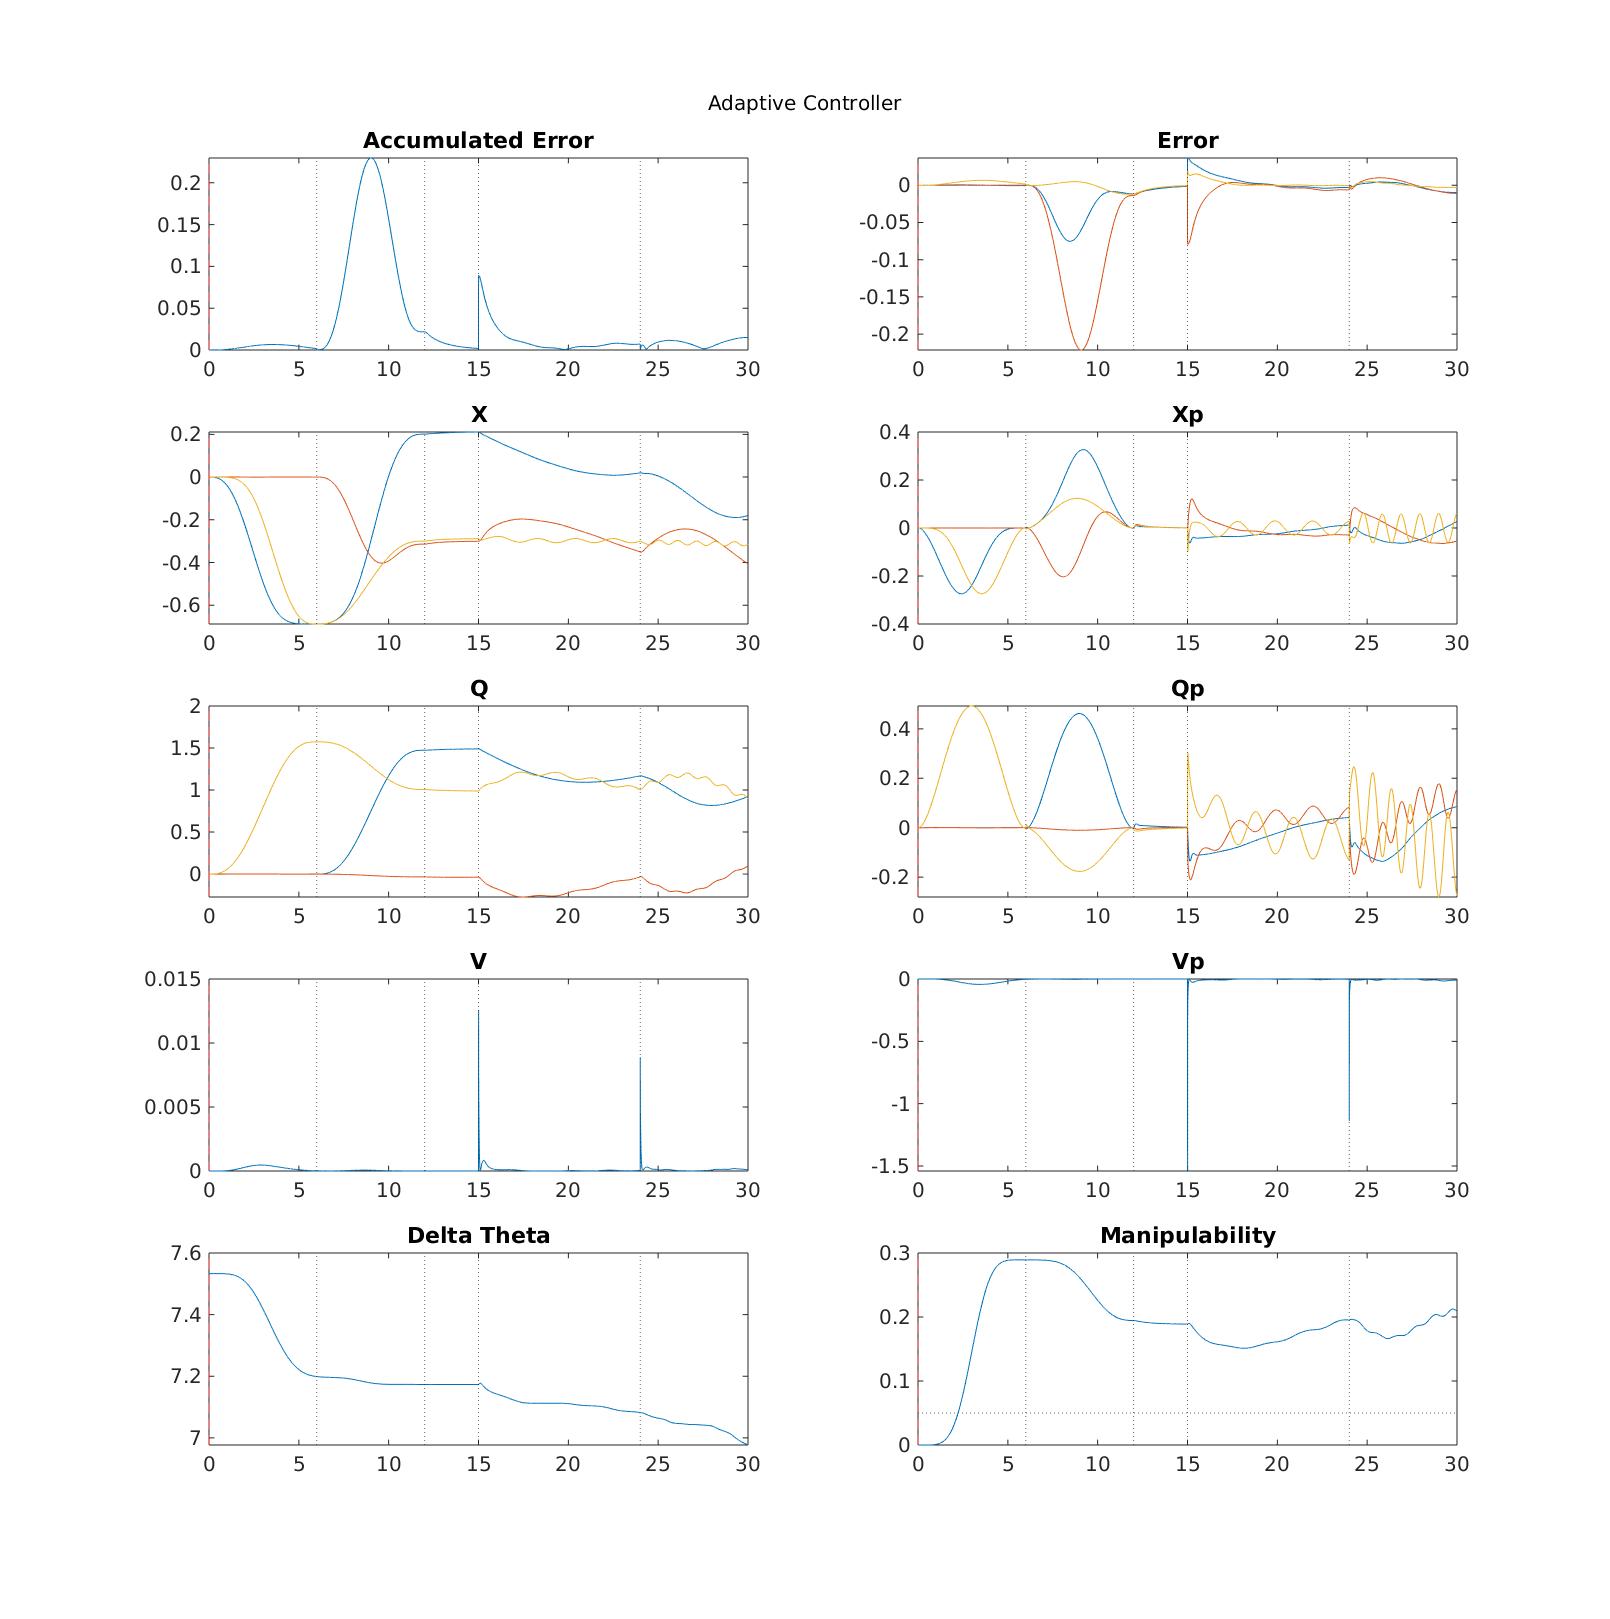 Adaptive Controller
Accumulated Error
0.2
0.15
0.1
0.05
0
0 5 10 15 20 25 30
Error
0
-0.05
-0.1
-0.15
-0.2
0 5 10 15 20 25 30
X
0.2
0
-0.2
-0.4
-0.6
0 5 10 15 20 25 30
Xp
0.4
0.2
0
-0.2
-0.4
0 5 10 15 20 25 30
Q
2
1.5
1
0.5
0
0 5 10 15 20 25 30
Qp
0.4
0.2
0
-0.2
0 5 10 15 20 25 30
V
0.015
0.01
0.005
0
0 5 10 15 20 25 30
Vp
0
-0.5
-1
-1.5
0 5 10 15 20 25 30
Delta Theta
7.6
7.4
7.2
7
0 5 10 15 20 25 30
Manipulability
0.3
0.2
0.1
0
0 5 10 15 20 25 30